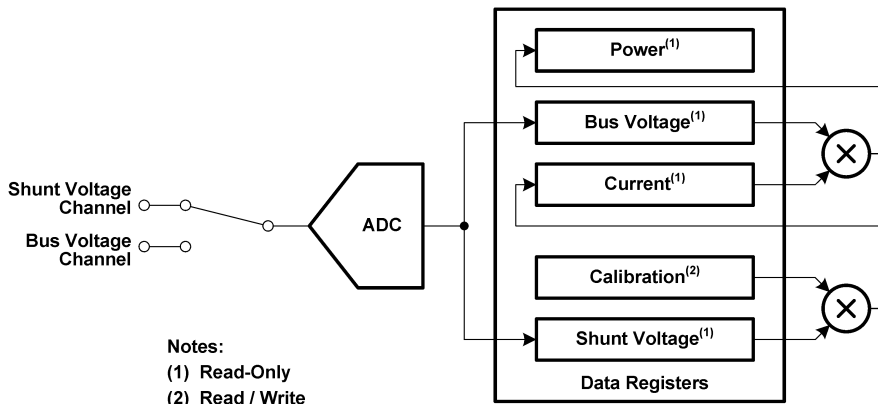 Power(1)
Bus Voltage(1)
Current(1)
Calibration(2)
Shunt Voltage(1)
Data Registers
Shunt Voltage
Channel
Bus Voltage
Channel
ADC
Notes:
(1) Read-Only
(2) Read / Write